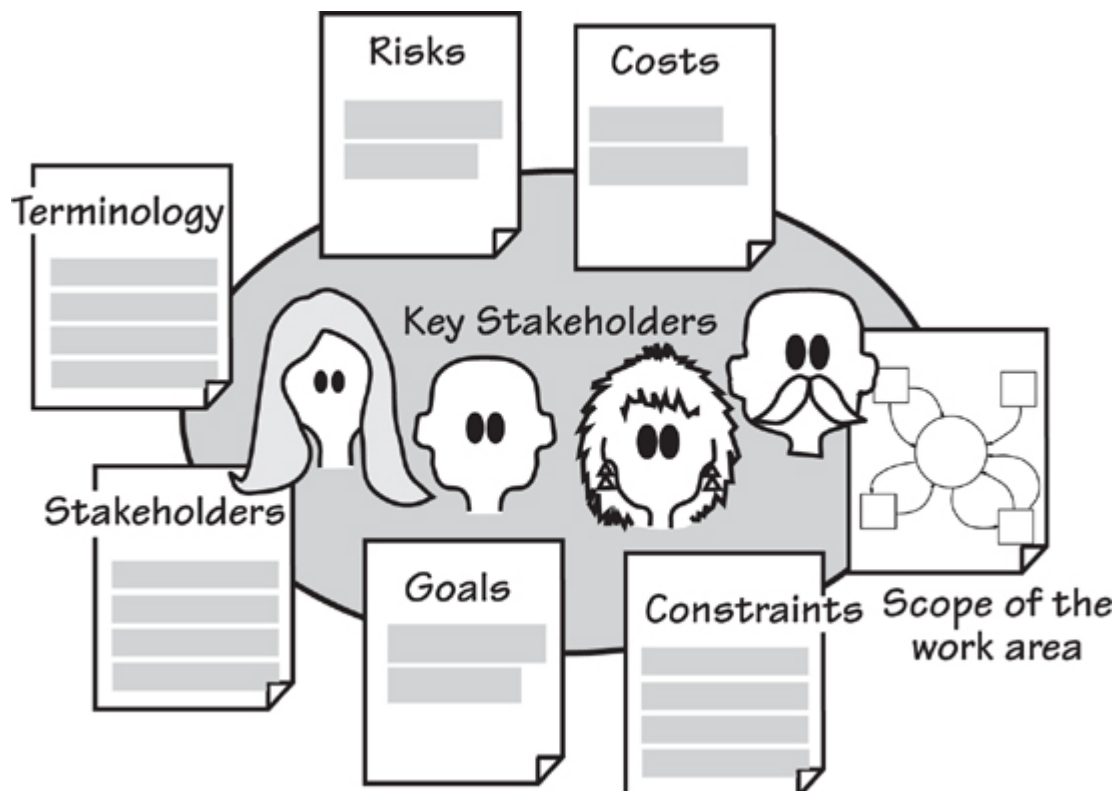 Risks
Costs
Terminology
Key Stakeholders
Stakeholders
Goals
Constraints
Scope of the
work area